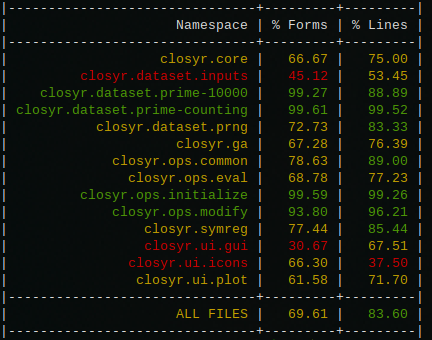 |-------------------------------+---------+---------|
| Namespace | % Forms | % Lines |
|-------------------------------+---------+---------|
| closyr.core | 66.67 | 75.00 |
| closyr.dataset.inputs | 45.12 | 53.45 |
| closyr.dataset.prime-10000 | 99.27 | 88.89 |
| closyr.dataset.prime-counting | 99.61 | 99.52 |
| closyr.dataset.prng | 72.73 | 83.33 |
| closyr.ga | 67.28 | 76.39 |
| closyr.ops.common | 78.63 | 89.00 |
| closyr.ops.eval | 68.78 | 77.23 |
| closyr.ops.initialize | 99.59 | 99.26 |
| closyr.ops.modify | 93.80 | 96.21 |
| closyr.symreg | 77.44 | 85.44 |
| closyr.ui.gui | 30.67 | 67.51 |
| closyr.ui.icons | 66.30 | 37.50 |
| closyr.ui.plot | 61.58 | 71.70 |
|-------------------------------+---------+---------|
| ALL FILES | 69.61 | 83.60 |
|-------------------------------+---------+---------|